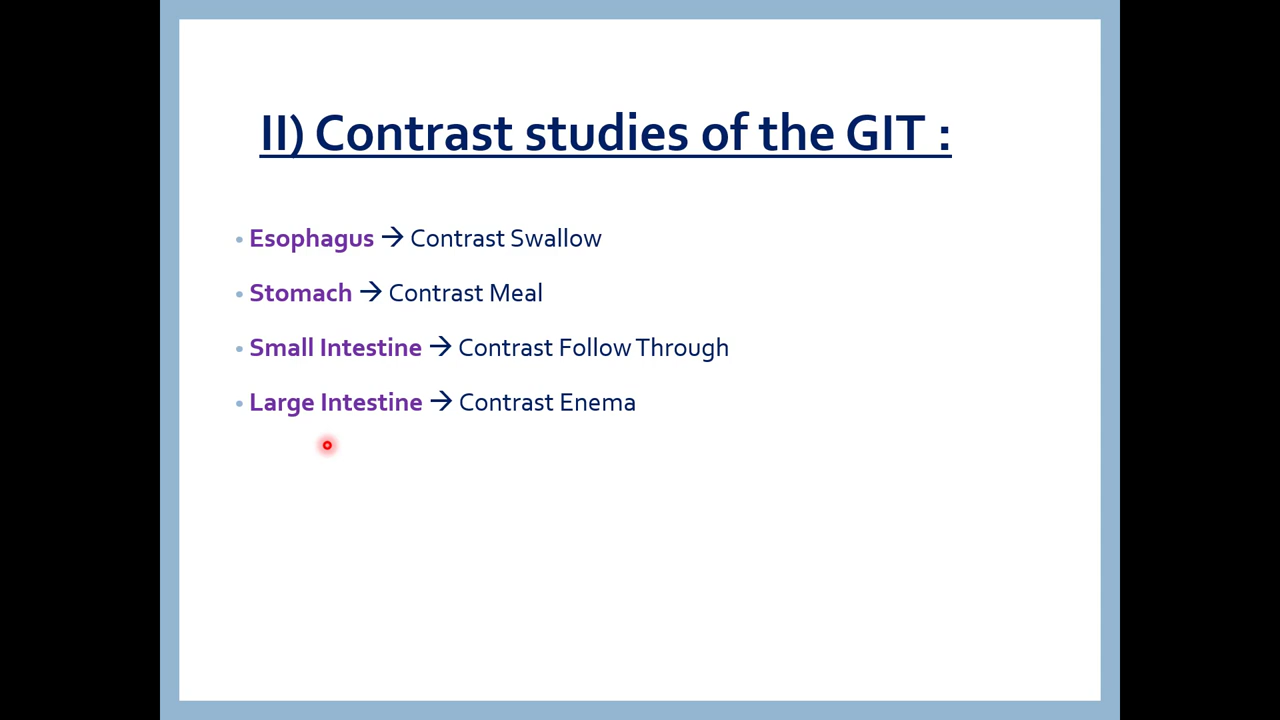 II) Contrast studies of the GIT :
• Esophagus → Contrast Swallow
• Stomach → Contrast Meal
• Small Intestine → Contrast Follow Through
• Large Intestine → Contrast Enema